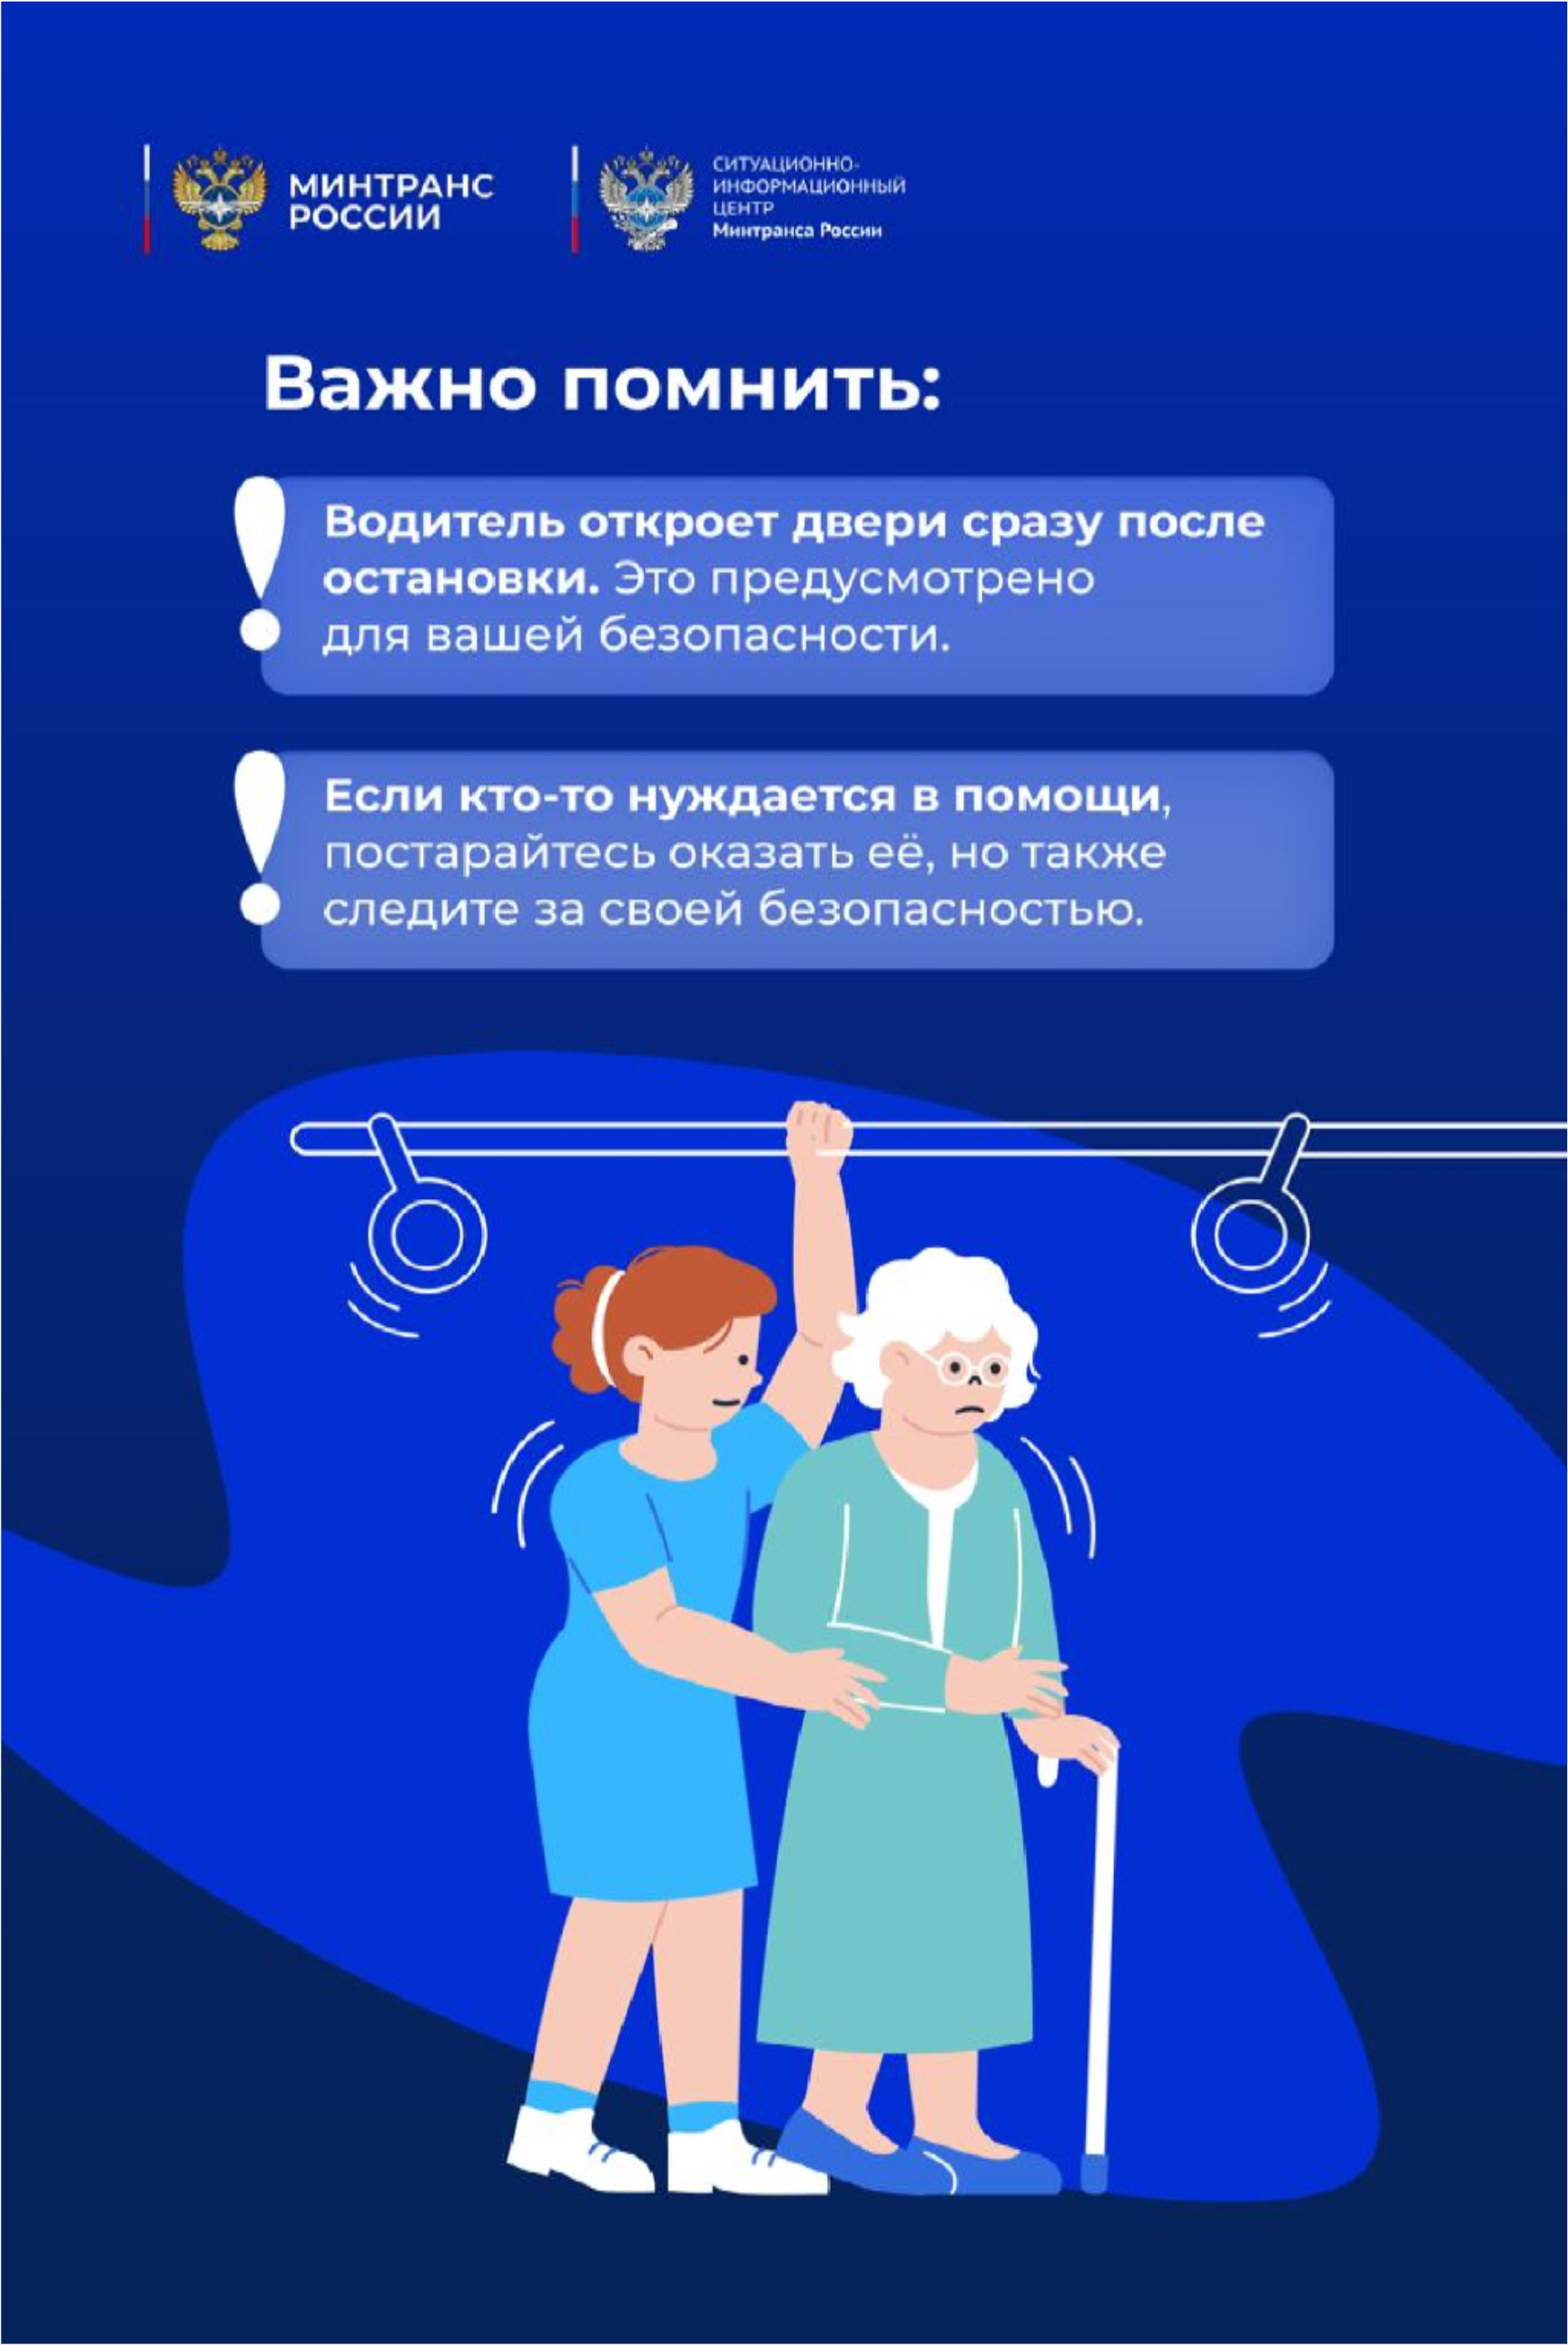 МИНТРАНС
РОССИИ
СИТУАЦИОННО-
ИНФОРМАЦИОННЫЙ
ЦЕНТР
Минтранса России
Важно помнить:
Водитель откроет двери сразу после
остановки. Это предусмотрено
для вашей безопасности.
Если кто-то нуждается в помощи,
постарайтесь оказать её, но также
следите за своей безопасностью.